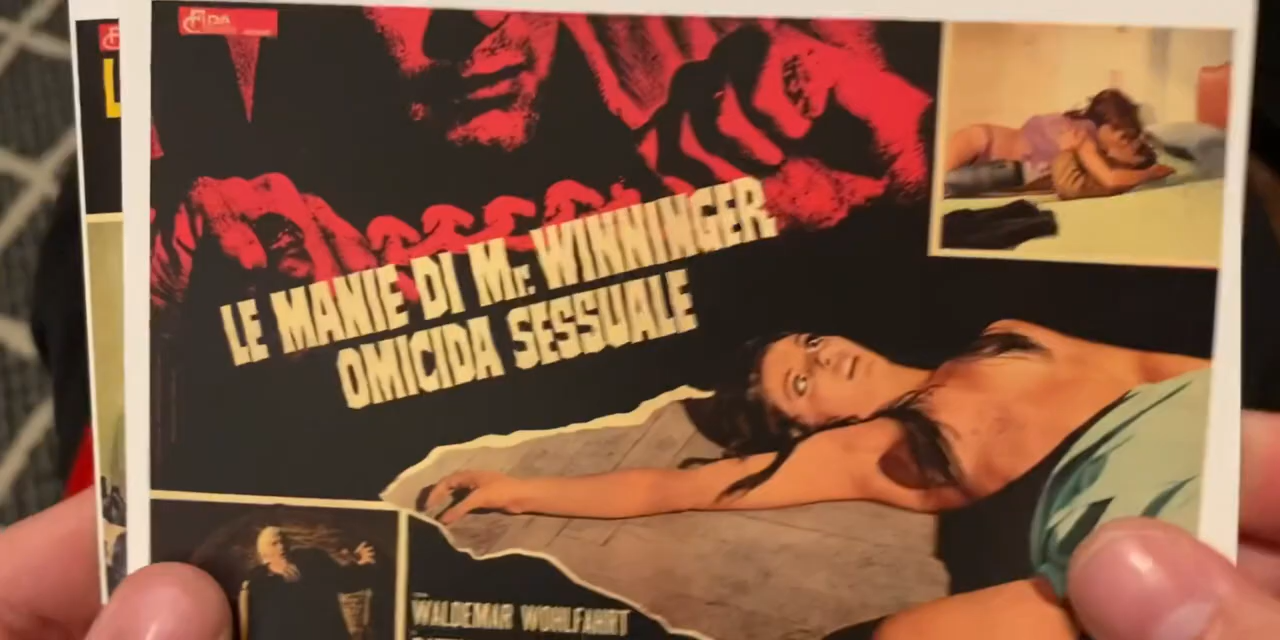 LE MANIE DI Mr. WINNINGER
OMICIDA SESSUALE
WALDEMAR WOHLFAHRT